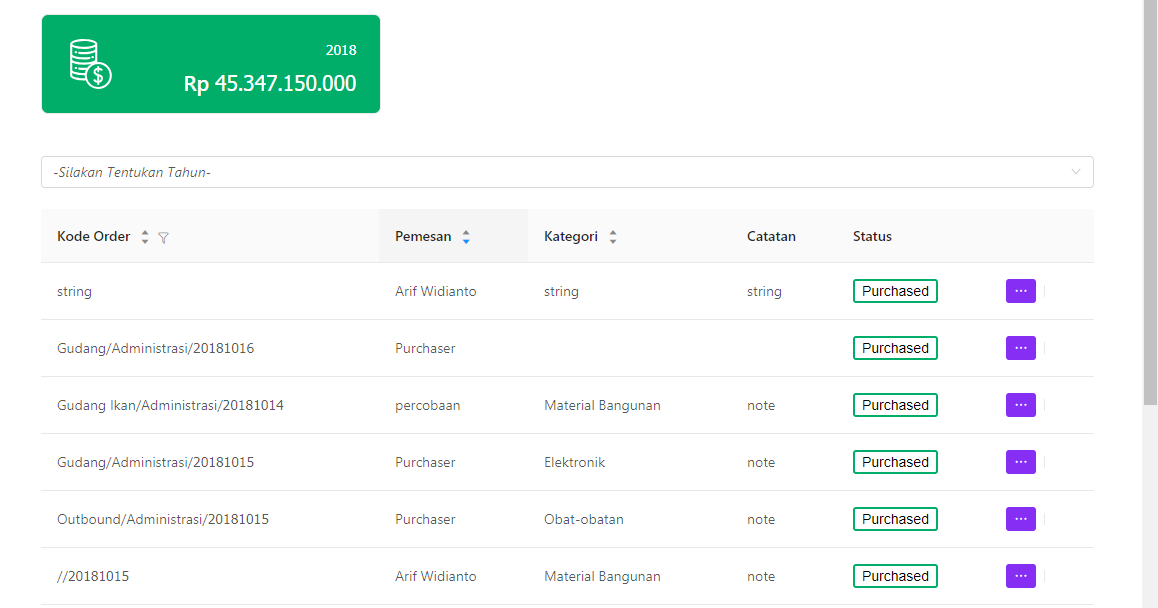 2018
Rp 45.347.150.000
-Silakan Tentukan Tahun-
Kode Order Pemesan Kategori Catatan Status
string Arif Widianto string string Purchased
Gudang/Administrasi/20181016 Purchaser Purchased
Gudang Ikan/Administrasi/20181014 percobaan Material Bangunan note Purchased
Gudang/Administrasi/20181015 Purchaser Elektronik note Purchased
Outbound/Administrasi/20181015 Purchaser Obat-obatan note Purchased
//20181015 Arif Widianto Material Bangunan note Purchased